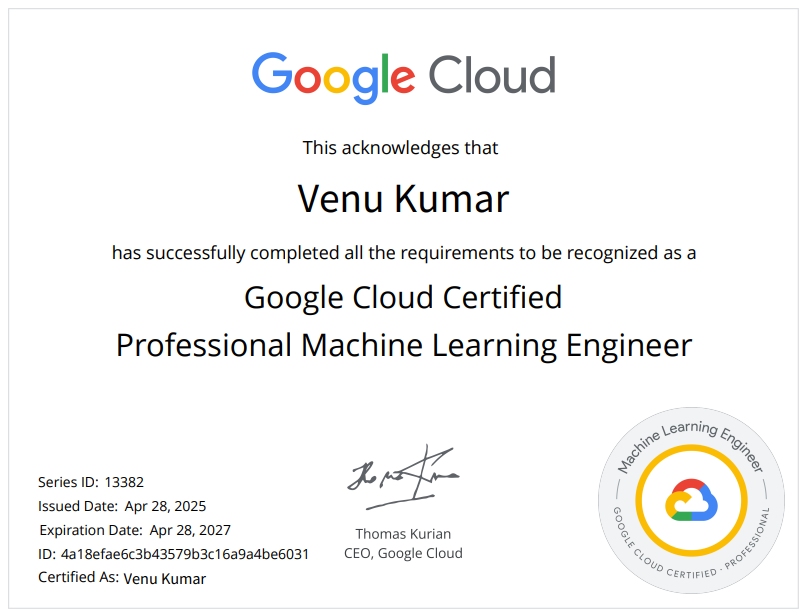 Google Cloud
This acknowledges that
Venu Kumar
has successfully completed all the requirements to be recognized as a
Google Cloud Certified
Professional Machine Learning Engineer
Series ID: 13382
Issued Date: Apr 28, 2025
Expiration Date: Apr 28, 2027
ID: 4a18efae6c3b43579b3c16a9a4be6031
Certified As: Venu Kumar
Thomas Kurian
CEO, Google Cloud
Machine Learning Engineer
GOOGLE CLOUD CERTIFIED · PROFESSIONAL